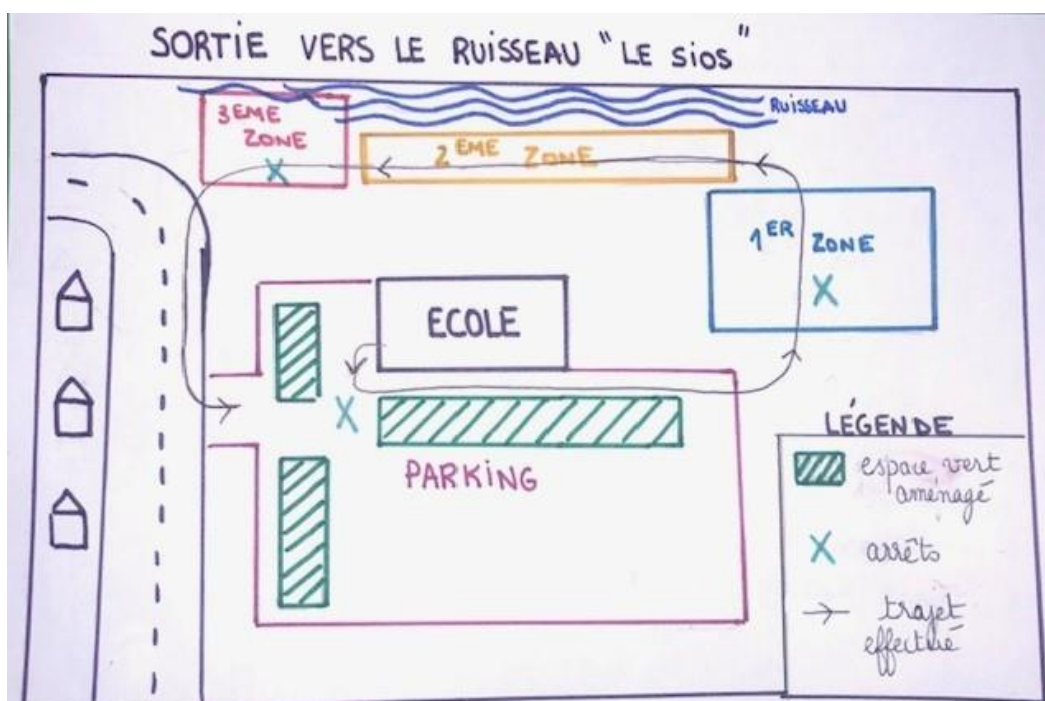 SORTIE VERS LE RUISSEAU "LE SIOS"
RUISSEAU
3EME
ZONE
2EME ZONE
1ER ZONE
ECOLE
PARKING
LÉGENDE
espace vert
aménagé
arrêts
trajet
effectué